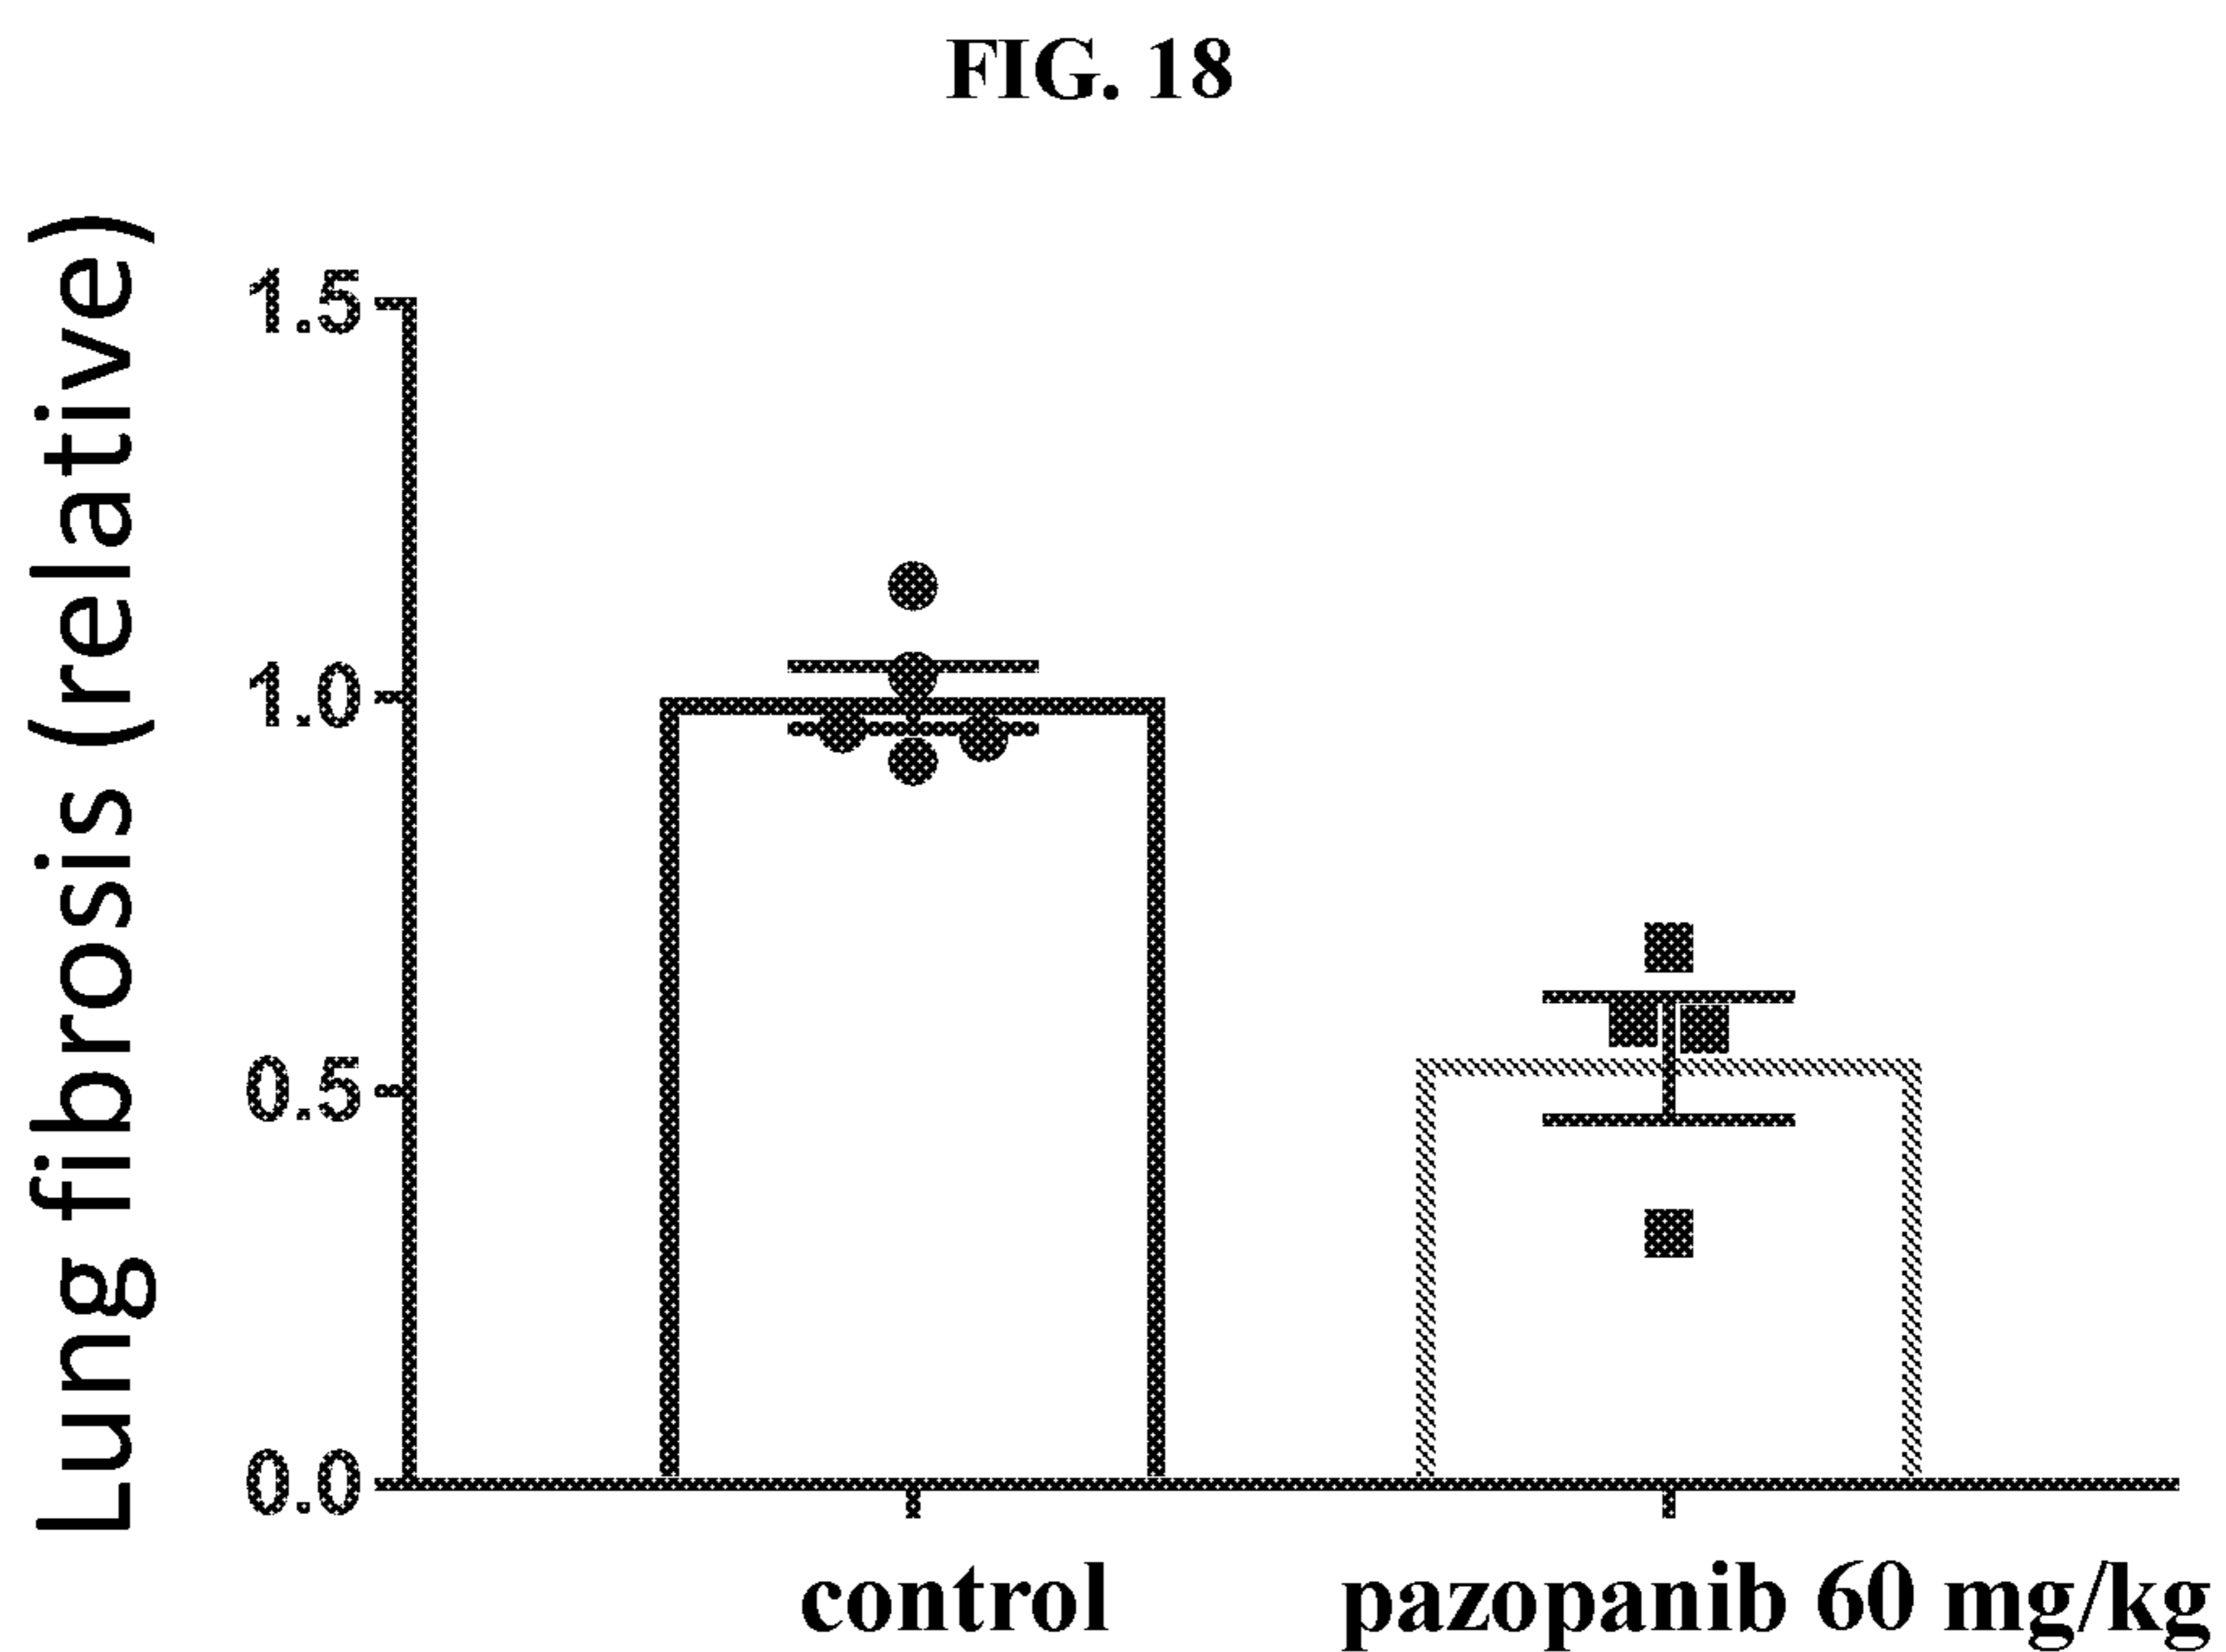 FIG. 18
Lung fibrosis (relative)
1.5
1.0
0.5
0.0
control
pazopanib 60 mg/kg